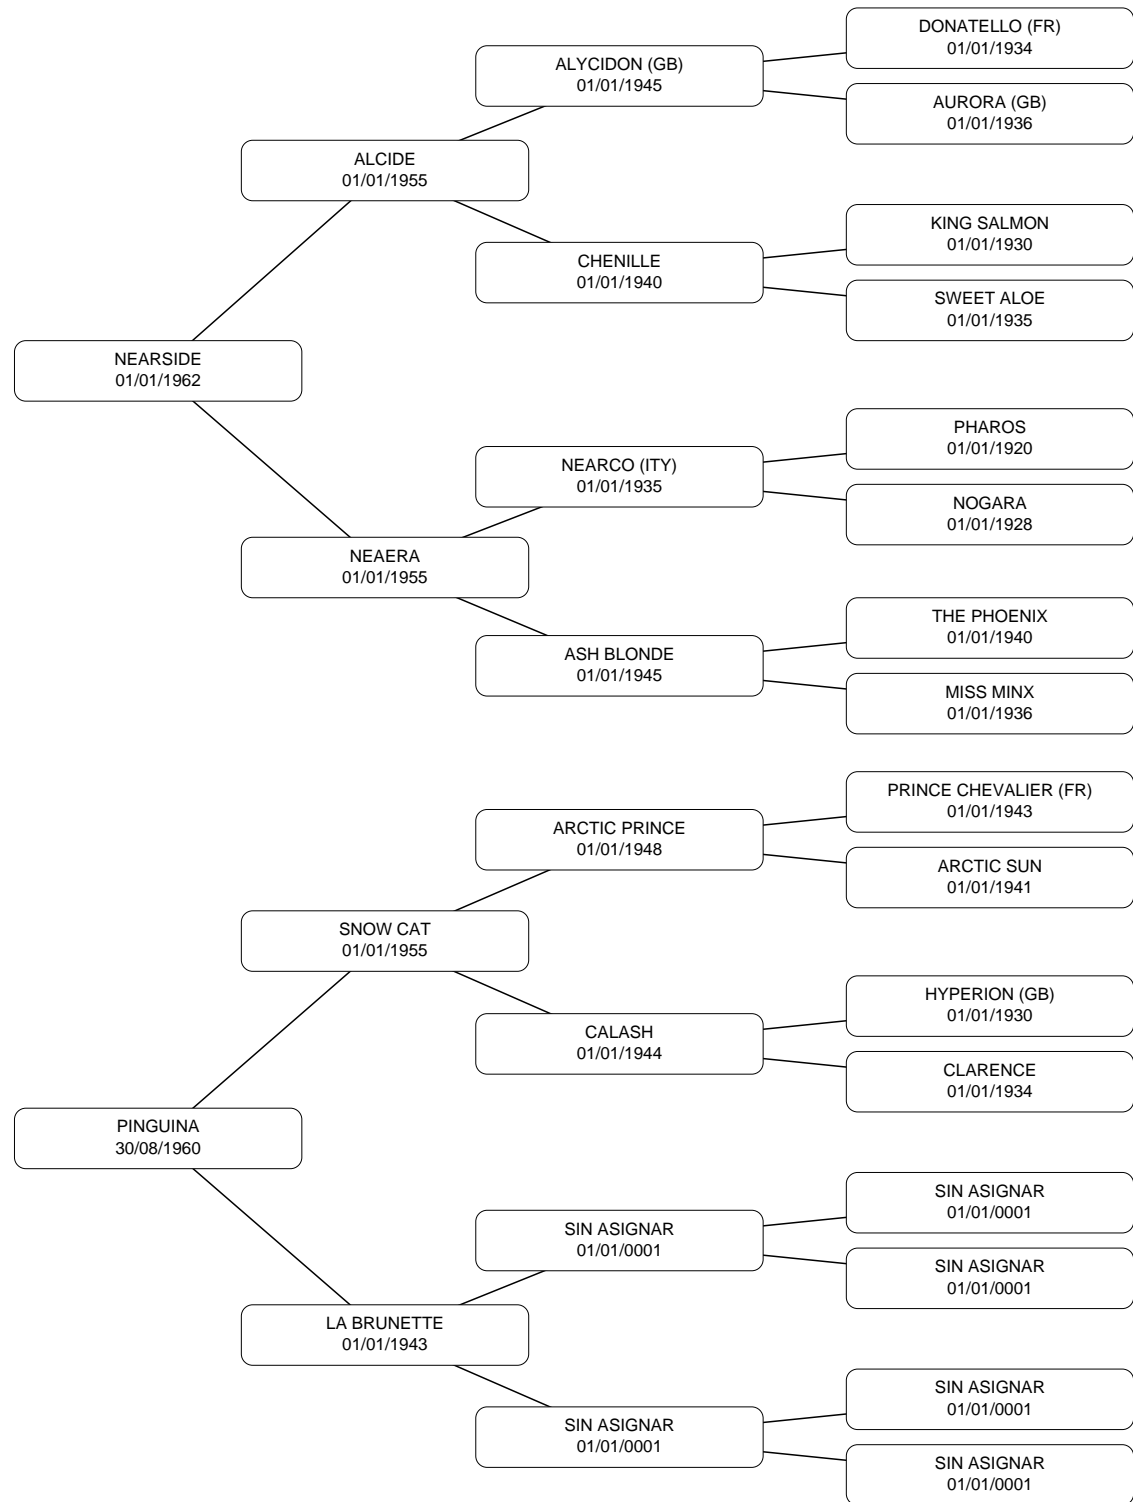 DONATELLO (FR)
01/01/1934
ALYCIDON (GB)
01/01/1945
AURORA (GB)
01/01/1936
ALCIDE
01/01/1955
KING SALMON
01/01/1930
CHENILLE
01/01/1940
SWEET ALOE
01/01/1935
NEARSIDE
01/01/1962
PHAROS
01/01/1920
NEARCO (ITY)
01/01/1935
NOGARA
01/01/1928
NEAERA
01/01/1955
THE PHOENIX
01/01/1940
ASH BLONDE
01/01/1945
MISS MINX
01/01/1936
PRINCE CHEVALIER (FR)
01/01/1943
ARCTIC PRINCE
01/01/1948
ARCTIC SUN
01/01/1941
SNOW CAT
01/01/1955
HYPERION (GB)
01/01/1930
CALASH
01/01/1944
CLARENCE
01/01/1934
PINGUINA
30/08/1960
SIN ASIGNAR
01/01/0001
SIN ASIGNAR
01/01/0001
SIN ASIGNAR
01/01/0001
LA BRUNETTE
01/01/1943
SIN ASIGNAR
01/01/0001
SIN ASIGNAR
01/01/0001
SIN ASIGNAR
01/01/0001